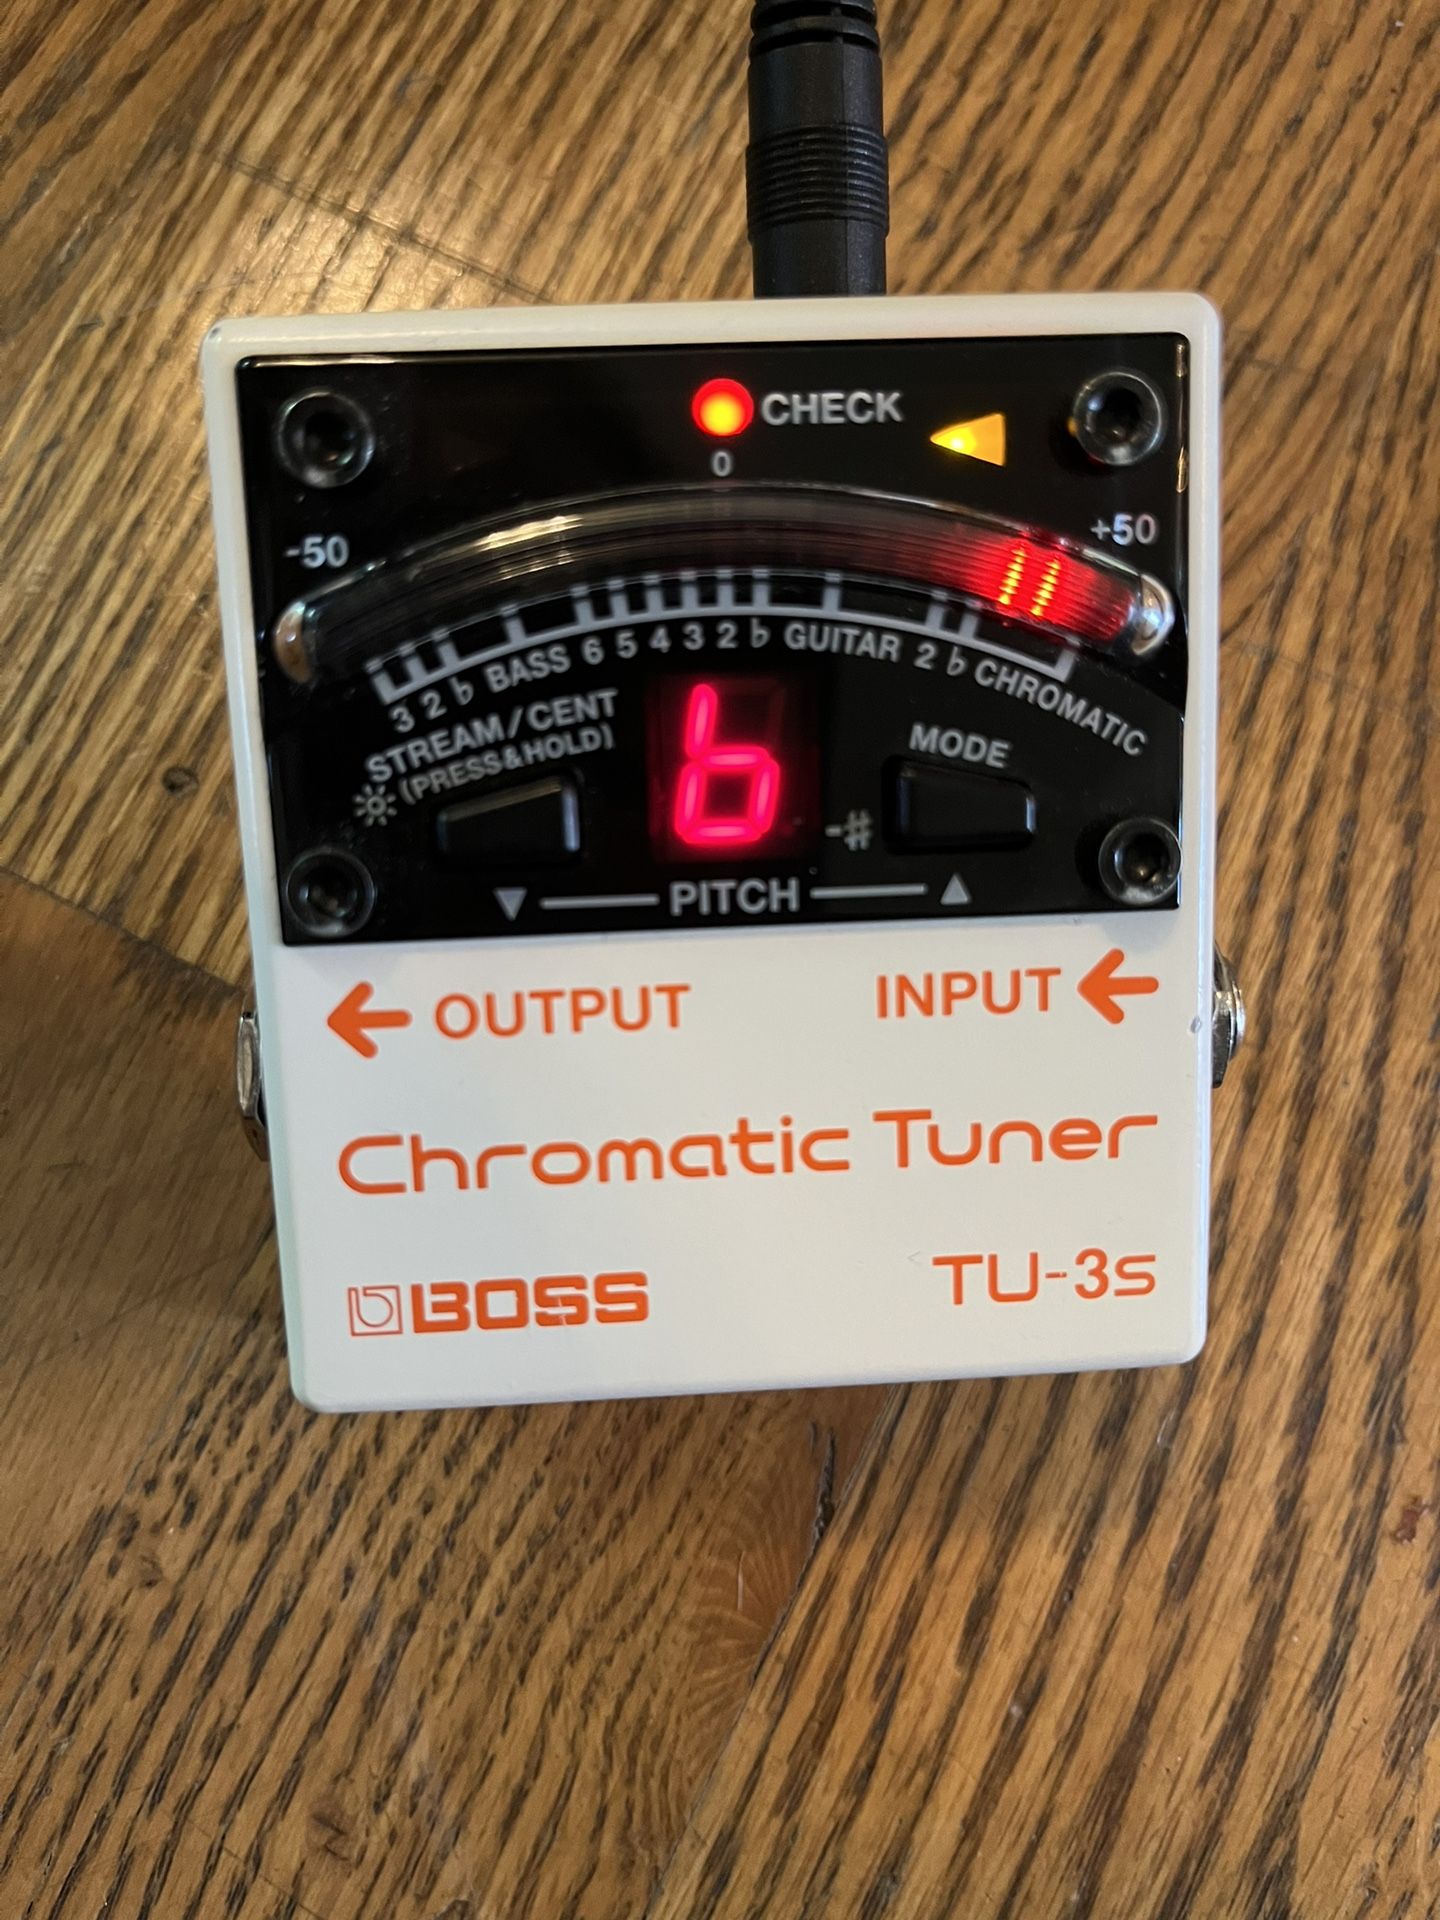 CHECK
0
-50 +50
3 2 ♭ BASS 6 5 4 3 2 ♭ GUITAR 2 ♭ CHROMATIC
STREAM/CENT
(PRESS&HOLD)
MODE
b
-#
▼ PITCH ▲
← OUTPUT INPUT ←
Chromatic Tuner
BOSS TU-3s